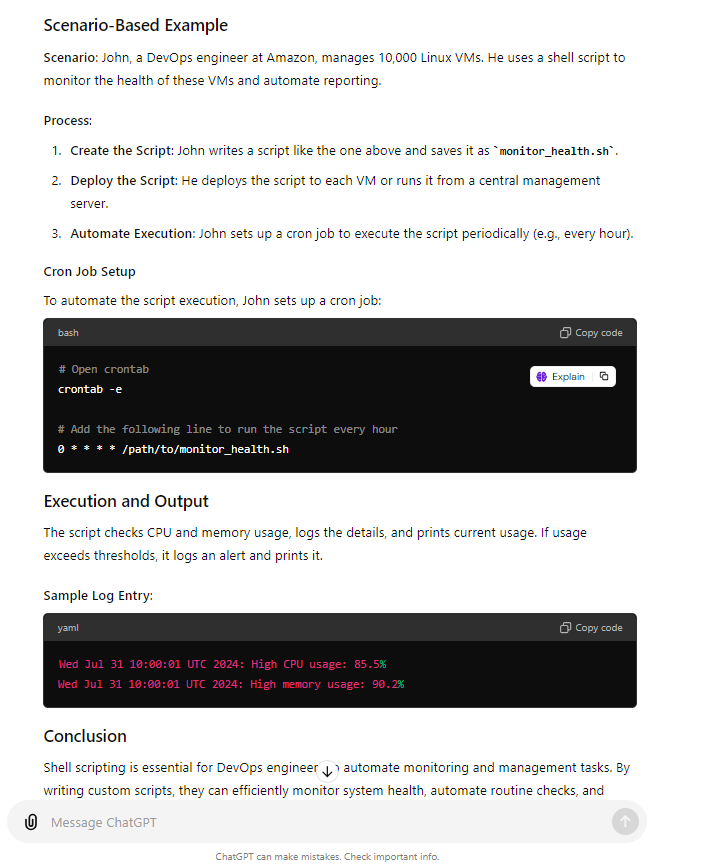 Scenario-Based Example
Scenario: John, a DevOps engineer at Amazon, manages 10,000 Linux VMs. He uses a shell script to
monitor the health of these VMs and automate reporting.
Process:
1. Create the Script: John writes a script like the one above and saves it as `monitor_health.sh`.
2. Deploy the Script: He deploys the script to each VM or runs it from a central management
server.
3. Automate Execution: John sets up a cron job to execute the script periodically (e.g., every hour).
Cron Job Setup
To automate the script execution, John sets up a cron job:
bash Copy code
# Open crontab
Explain
crontab -e
# Add the following line to run the script every hour
0 * * * * /path/to/monitor_health.sh
Execution and Output
The script checks CPU and memory usage, logs the details, and prints current usage. If usage
exceeds thresholds, it logs an alert and prints it.
Sample Log Entry:
yaml Copy code
Wed Jul 31 10:00:01 UTC 2024: High CPU usage: 85.5%
Wed Jul 31 10:00:01 UTC 2024: High memory usage: 90.2%
Conclusion
Shell scripting is essential for DevOps engineer automate monitoring and management tasks. By
writing custom scripts, they can efficiently monitor system health, automate routine checks, and
Message ChatGPT
ChatGPT can make mistakes. Check important info.